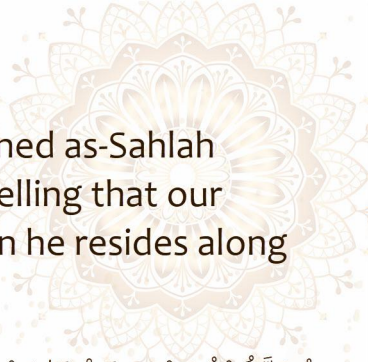 ned as-Sahlah
elling that our
n he resides along